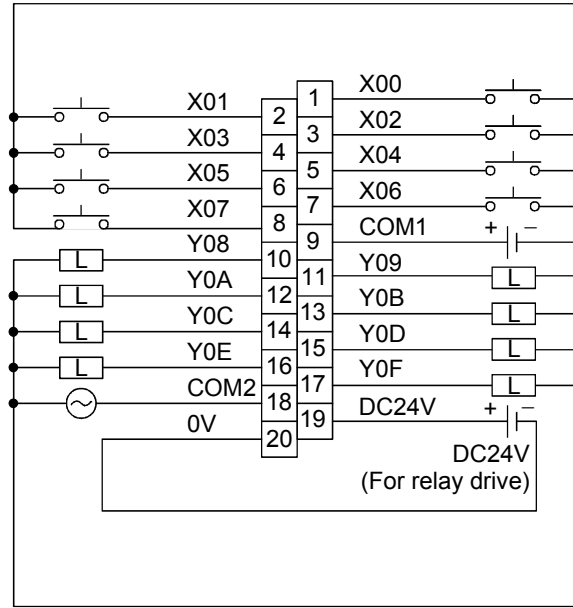 X00
1
X01
2
X02
3
X03
4
X04
5
X05
6
X06
7
X07
8
COM1
+ −
9
Y08
L
10
Y09
L
11
Y0A
L
12
Y0B
L
13
Y0C
L
14
Y0D
L
15
Y0E
L
16
Y0F
L
17
COM2
18
DC24V
+ −
19
0V
20
DC24V
(For relay drive)